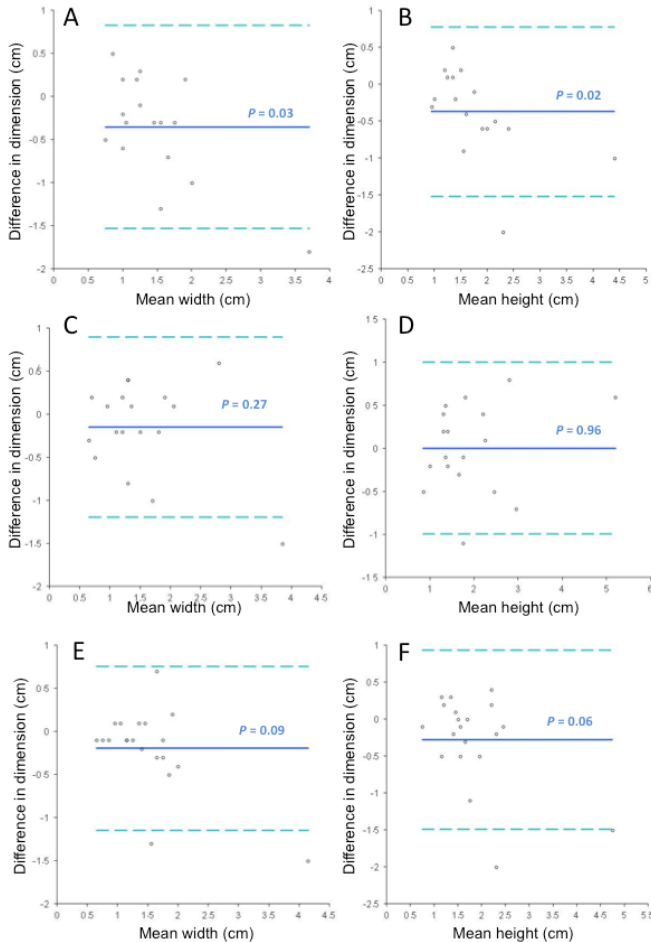 A
Difference in dimension (cm)
1
0.5
0
-0.5
-1
-1.5
-2
P = 0.03
0 0.5 1 1.5 2 2.5 3 3.5 4
Mean width (cm)
B
Difference in dimension (cm)
1
0.5
0
-0.5
-1
-1.5
-2
-2.5
P = 0.02
0 0.5 1 1.5 2 2.5 3 3.5 4 4.5 5
Mean height (cm)
C
Difference in dimension (cm)
1
0.5
0
-0.5
-1
-1.5
-2
P = 0.27
0 0.5 1 1.5 2 2.5 3 3.5 4 4.5
Mean width (cm)
D
Difference in dimension (cm)
1.5
1
0.5
0
-0.5
-1
1.5
P = 0.96
0 1 2 3 4 5 6
Mean height (cm)
E
Difference in dimension (cm)
1
0.5
0
-0.5
-1
-1.5
-2
P = 0.09
0 0.5 1 1.5 2 2.5 3 3.5 4 4.5
Mean width (cm)
F
Difference in dimension (cm)
1
0.5
0
-0.5
-1
-1.5
-2
-2.5
-3
P = 0.06
0 0.5 1 1.5 2 2.5 3 3.5 4 4.5 5 5.5
Mean height (cm)